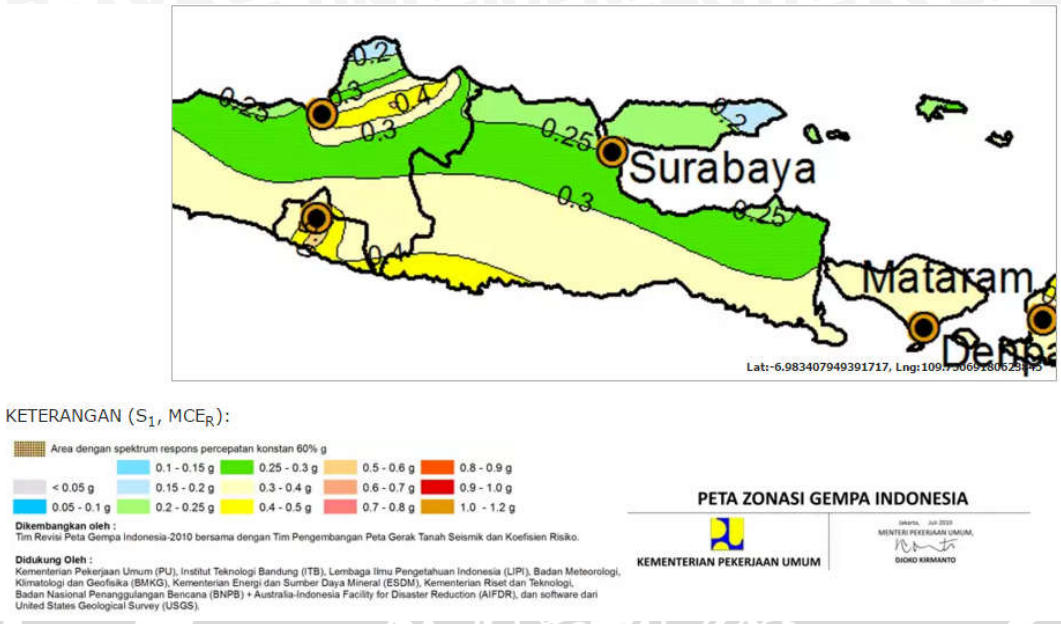 0.2
0.3
0.4
0.25
0.3
0.25
Surabaya
0.3
0.25
0.2
0.4
Mataram
Denpa
Lat:-6.983407949391717, Lng:109.
KETERANGAN (S1, MCER):
Area dengan spektrum respons percepatan konstan 60% g
0.1 - 0.15 g 0.25 - 0.3 g 0.5 - 0.6 g 0.8 - 0.9 g
< 0.05 g 0.15 - 0.2 g 0.3 - 0.4 g 0.6 - 0.7 g 0.9 - 1.0 g
0.05 - 0.1 g 0.2 - 0.25 g 0.4 - 0.5 g 0.7 - 0.8 g 1.0 - 1.2 g
Dikembangkan oleh :
Tim Revisi Peta Gempa Indonesia-2010 bersama dengan Tim Pengembangan Peta Gerak Tanah Seismik dan Koefisien Risiko.
Didukung Oleh :
Kementerian Pekerjaan Umum (PU), Institut Teknologi Bandung (ITB), Lembaga Ilmu Pengetahuan Indonesia (LIPI), Badan Meteorologi,
Klimatologi dan Geofisika (BMKG), Kementerian Energi dan Sumber Daya Mineral (ESDM), Kementerian Riset dan Teknologi,
Badan Nasional Penanggulangan Bencana (BNPB) + Australia-Indonesia Facility for Disaster Reduction (AIFDR), dan software dari
United States Geological Survey (USGS).
PETA ZONASI GEMPA INDONESIA
KEMENTERIAN PEKERJAAN UMUM
Jakarta, Juli 2010
MENTERI PEKERJAAN UMUM,
DJOKO KIRMANTO